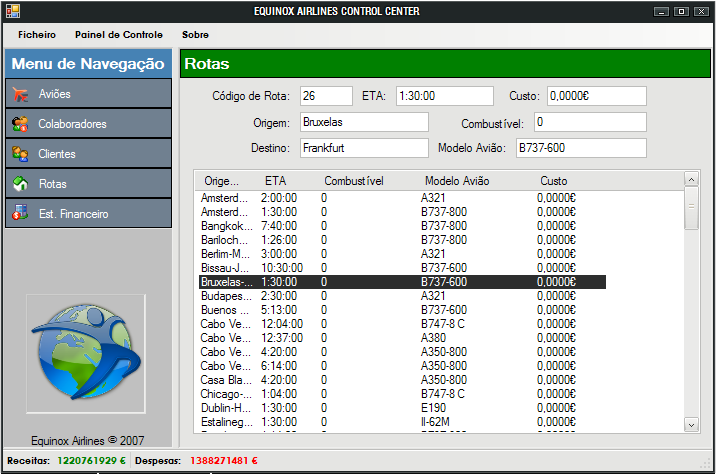 EQUINOX AIRLINES CONTROL CENTER
Ficheiro Painel de Controle Sobre
Menu de Navegação
Aviões
Colaboradores
Clientes
Rotas
Est. Financeiro
Equinox Airlines © 2007
Rotas
Código de Rota: 26 ETA: 1:30:00 Custo: 0,0000€
Origem: Bruxelas Combustível: 0
Destino: Frankfurt Modelo Avião: B737-600
Orige... ETA Combustível Modelo Avião Custo
Amsterd... 2:00:00 0 A321 0,0000€
Amsterd... 1:30:00 0 B737-800 0,0000€
Bangkok... 7:40:00 0 B737-800 0,0000€
Bariloch... 1:26:00 0 B737-800 0,0000€
Berlim-M... 3:00:00 0 A321 0,0000€
Bissau-J... 10:30:00 0 B737-600 0,0000€
Bruxelas-... 1:30:00 0 B737-600 0,0000€
Budapes... 2:30:00 0 A321 0,0000€
Buenos ... 5:13:00 0 B737-600 0,0000€
Cabo Ve... 12:04:00 0 B747-8 C 0,0000€
Cabo Ve... 12:37:00 0 A380 0,0000€
Cabo Ve... 4:20:00 0 A350-800 0,0000€
Cabo Ve... 6:14:00 0 A350-800 0,0000€
Casa Bla... 4:20:00 0 A350-800 0,0000€
Chicago-... 1:04:00 0 B747-8 C 0,0000€
Dublin-H... 1:30:00 0 E190 0,0000€
Estalineg... 1:30:00 0 Il-62M 0,0000€
Receitas: 1220761929 € Despesas: 1388271481 €